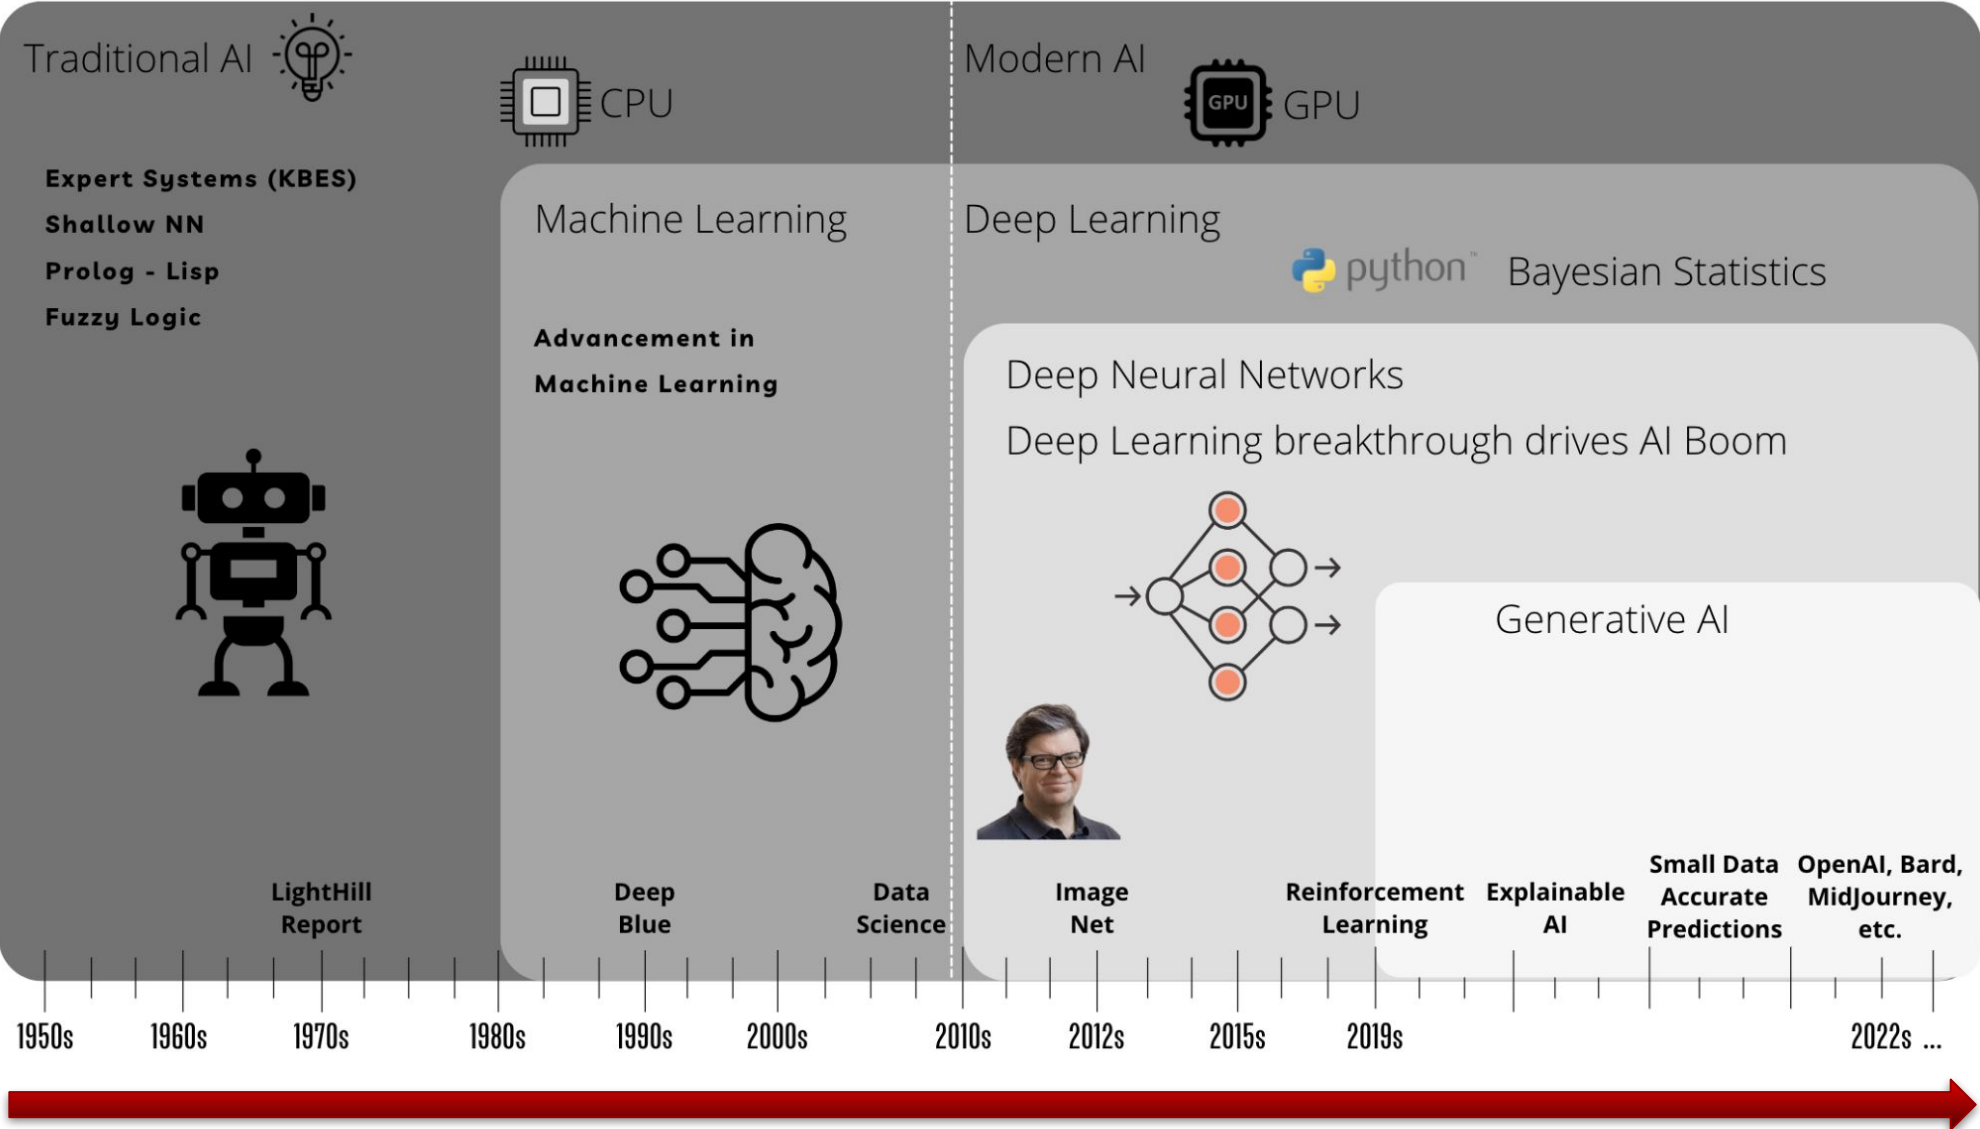 Traditional AI
CPU
Modern AI
GPU
GPU
Expert Systems (KBES)
Shallow NN
Prolog - Lisp
Fuzzy Logic
Machine Learning
Advancement in
Machine Learning
Deep Learning
python™
Bayesian Statistics
Deep Neural Networks
Deep Learning breakthrough drives AI Boom
Generative AI
LightHill
Report
Deep
Blue
Data
Science
Image
Net
Reinforcement
Learning
Explainable
AI
Small Data
Accurate
Predictions
OpenAI, Bard,
MidJourney,
etc.
1950s 1960s 1970s 1980s 1990s 2000s 2010s 2012s 2015s 2019s 2022s ...